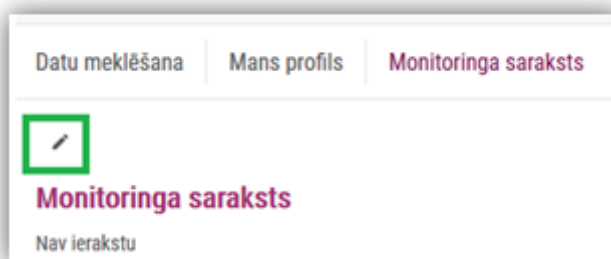 Datu meklēšana Mans profils Monitoringa saraksts
Monitoringa saraksts
Nav ierakstu